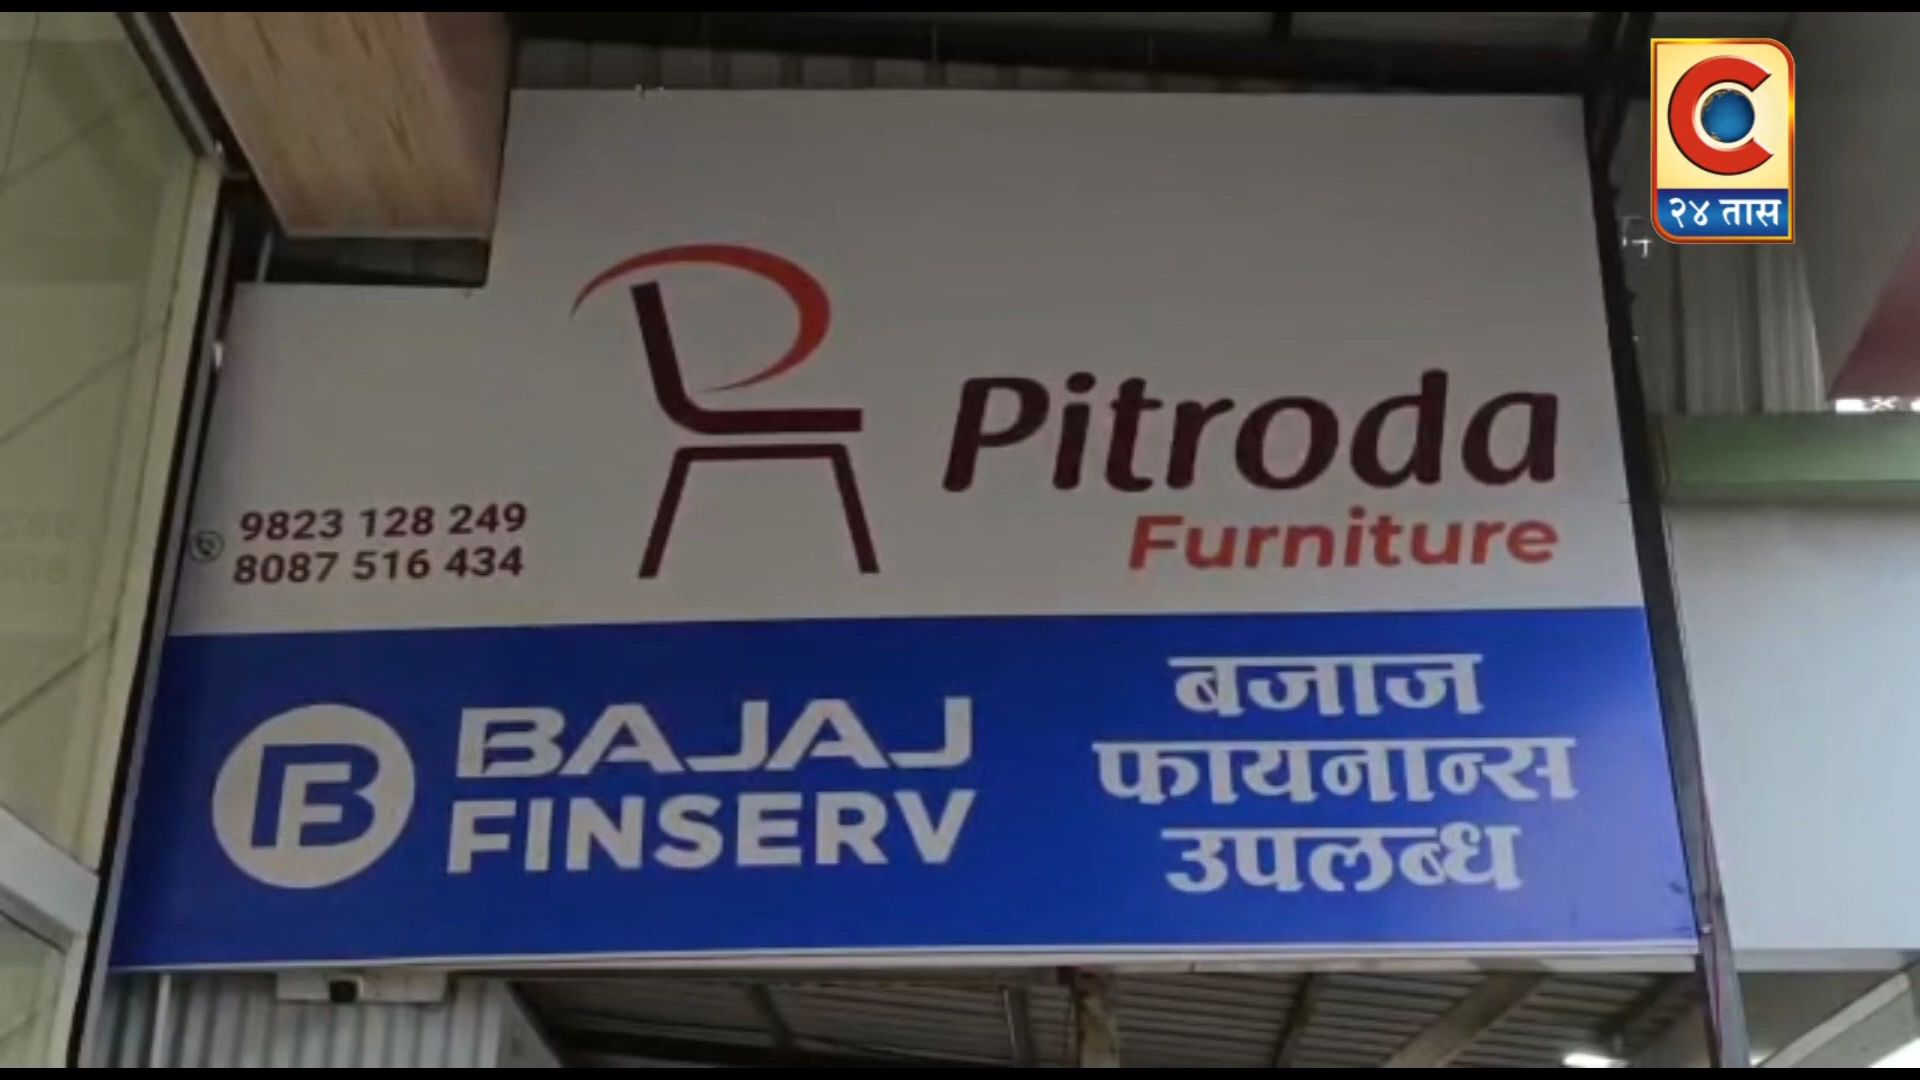 C
२४ तास
Pitroda
Furniture
9823 128 249
8087 516 434
BAJAJ
FINSERV
बजाज
फायनान्स
उपलब्ध